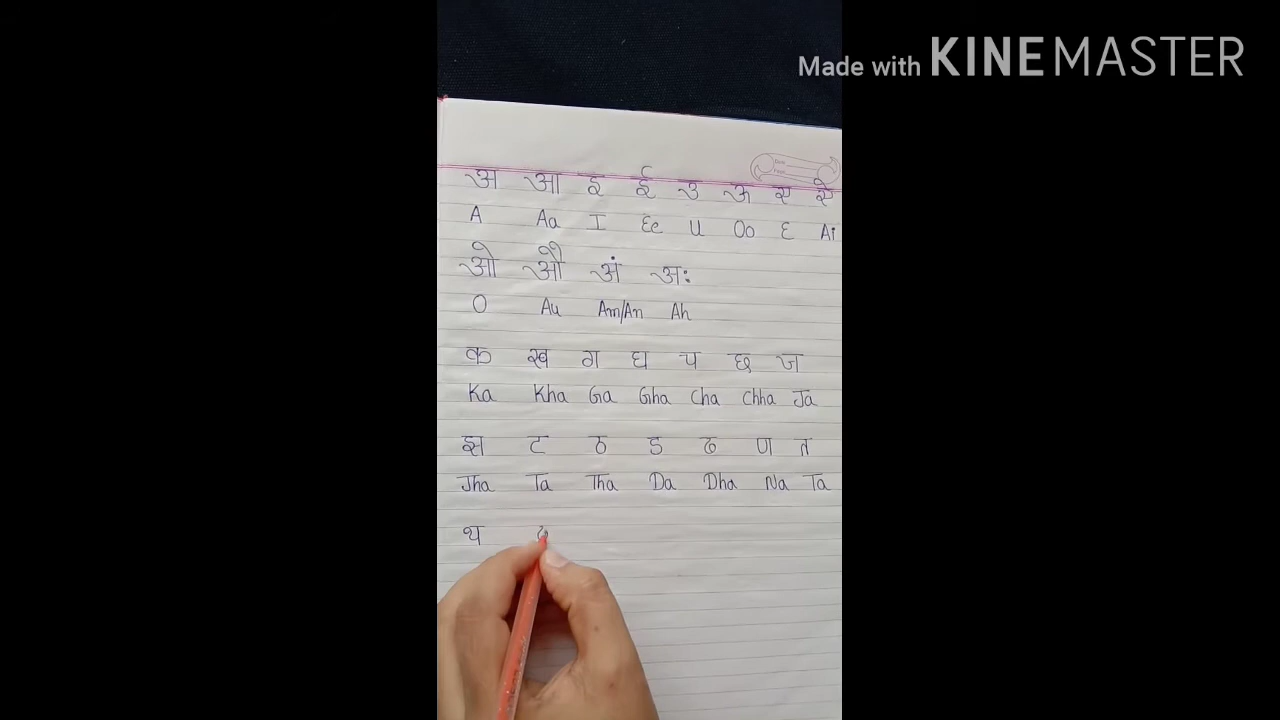 Made with KINEMASTER
अ आ इ ई उ ऊ ए ऐ
A Aa I Ee U Oo E Ai
ओ औ अं अः
O Au Am/An Ah
क ख ग घ च छ ज
Ka Kha Ga Gha Cha Chha Ja
झ ट ठ ड ढ ण त
Jha Ta Tha Da Dha Na Ta
थ